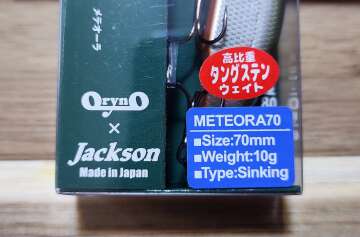 メテオーラ
OrynO
×
Jackson
Made in Japan
高比重
タングステン
ウェイト
METEORA70
■Size:70mm
■Weight:10g
■Type:Sinking